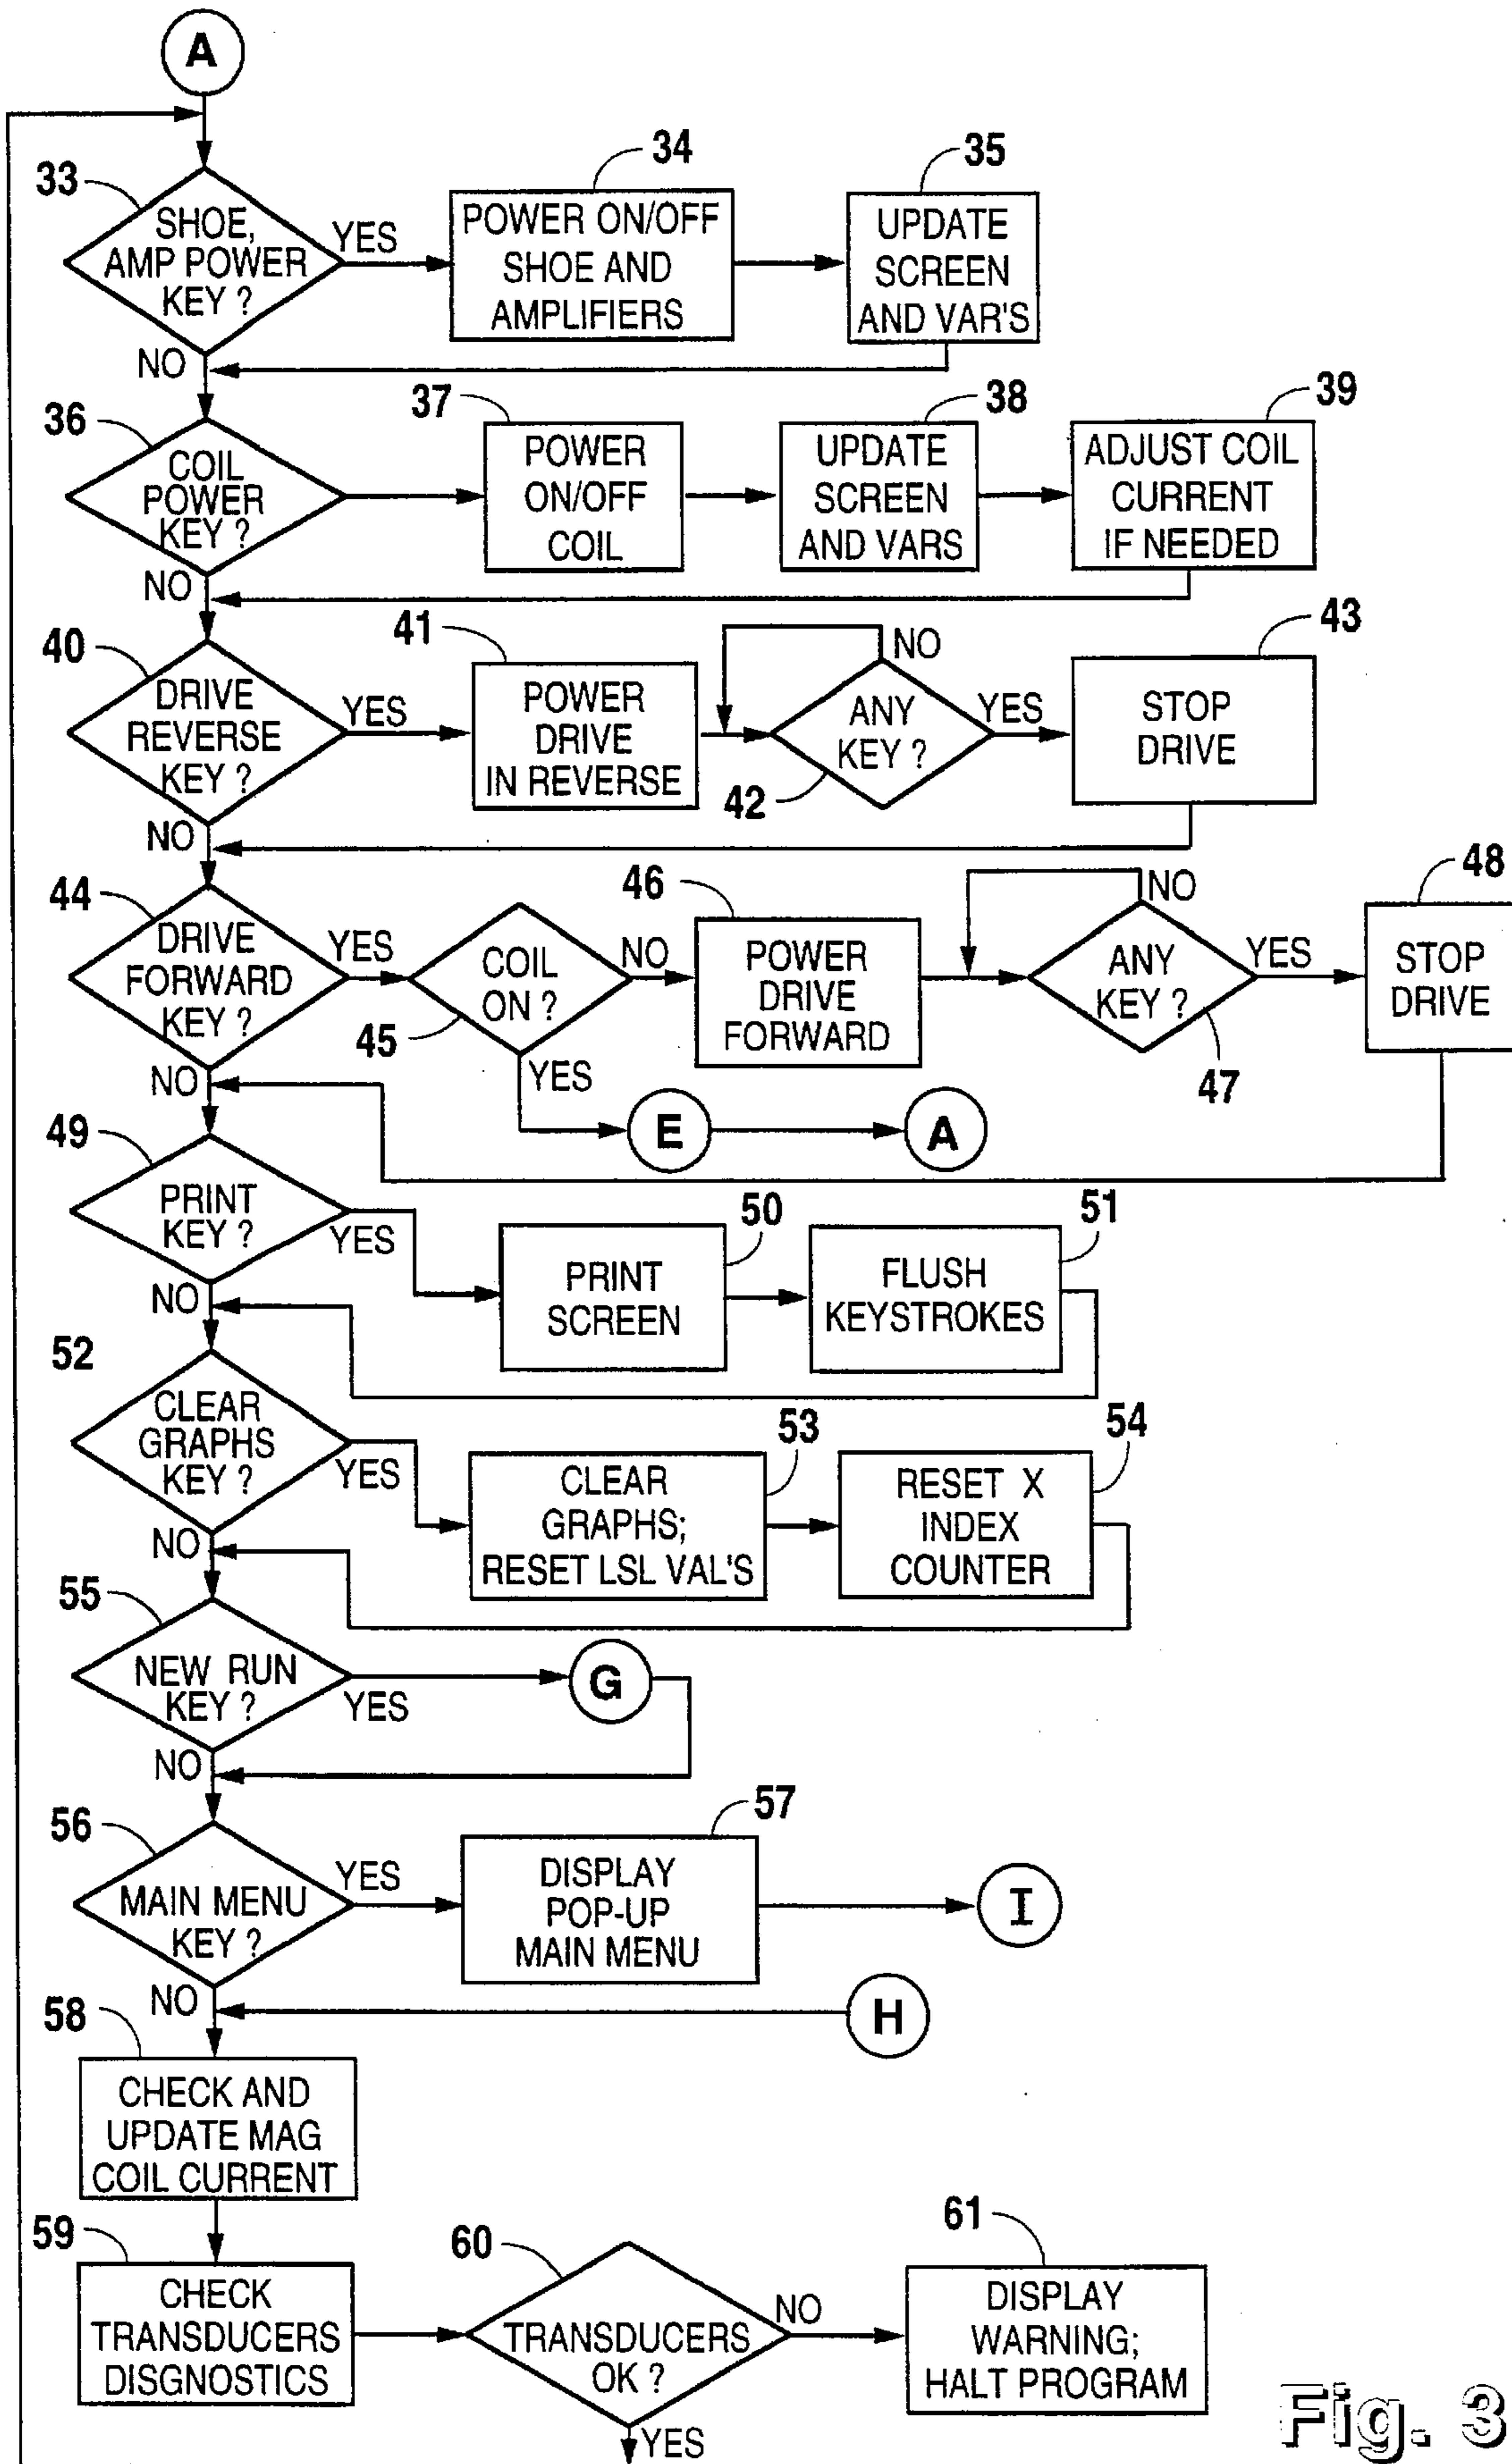 A
33
SHOE,
AMP POWER
KEY ?
YES
NO
34
POWER ON/OFF
SHOE AND
AMPLIFIERS
35
UPDATE
SCREEN
AND VAR'S
36
COIL
POWER
KEY ?
NO
37
POWER
ON/OFF
COIL
38
UPDATE
SCREEN
AND VARS
39
ADJUST COIL
CURRENT
IF NEEDED
40
DRIVE
REVERSE
KEY ?
YES
NO
41
POWER
DRIVE
IN REVERSE
NO
ANY
KEY ?
42
YES
43
STOP
DRIVE
44
DRIVE
FORWARD
KEY ?
YES
NO
COIL
ON ?
45
NO
YES
E
A
46
POWER
DRIVE
FORWARD
NO
ANY
KEY ?
47
YES
48
STOP
DRIVE
49
PRINT
KEY ?
YES
NO
50
PRINT
SCREEN
51
FLUSH
KEYSTROKES
52
CLEAR
GRAPHS
KEY ?
YES
NO
53
CLEAR
GRAPHS;
RESET LSL VAL'S
54
RESET X
INDEX
COUNTER
55
NEW RUN
KEY ?
YES
NO
G
56
MAIN MENU
KEY ?
YES
NO
57
DISPLAY
POP-UP
MAIN MENU
I
H
58
CHECK AND
UPDATE MAG
COIL CURRENT
59
CHECK
TRANSDUCERS
DISGNOSTICS
60
TRANSDUCERS
OK ?
NO
YES
61
DISPLAY
WARNING;
HALT PROGRAM
Fig. 3